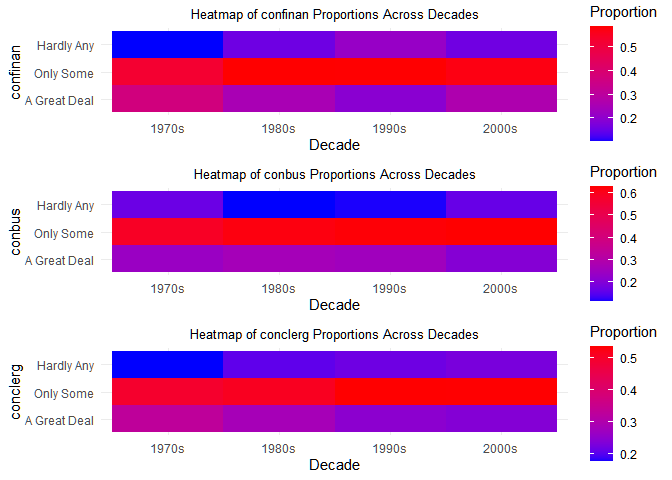 Heatmap of confinan Proportions Across Decades
confinan
Hardly Any
Only Some
A Great Deal
1970s 1980s 1990s 2000s
Decade
Proportion
0.5
0.4
0.3
0.2
Heatmap of conbus Proportions Across Decades
conbus
Hardly Any
Only Some
A Great Deal
1970s 1980s 1990s 2000s
Decade
Proportion
0.6
0.5
0.4
0.3
0.2
Heatmap of conclerg Proportions Across Decades
conclerg
Hardly Any
Only Some
A Great Deal
1970s 1980s 1990s 2000s
Decade
Proportion
0.5
0.4
0.3
0.2